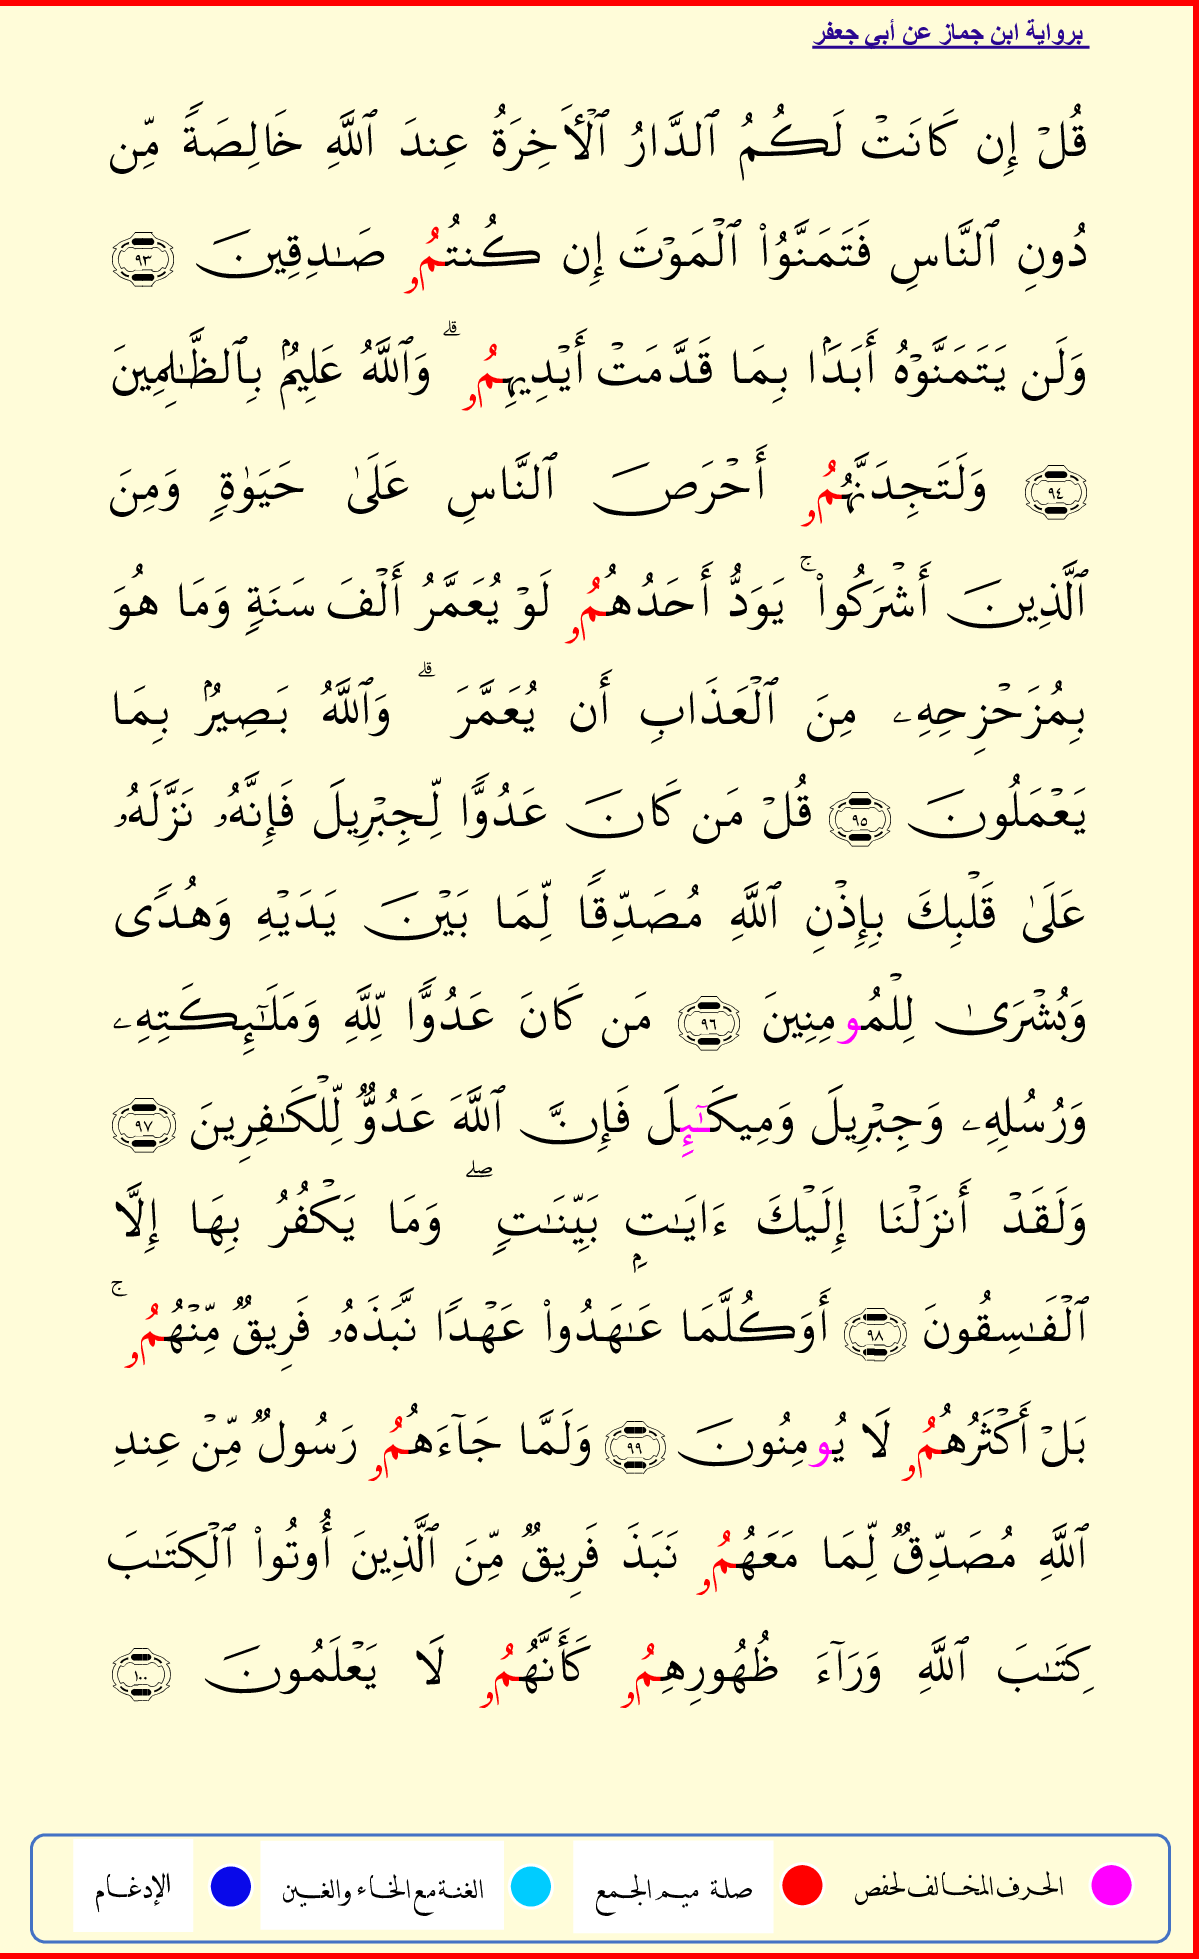 برواية ابن جماز عن أبي جعفر
قُلۡ إِن كَانَتۡ لَكُمُ ٱلدَّارُ ٱلۡأٓخِرَةُ عِندَ ٱللَّهِ خَالِصَةٗ مِّن
دُونِ ٱلنَّاسِ فَتَمَنَّوُاْ ٱلۡمَوۡتَ إِن كُنتُمُۥ صَٰدِقِينَ ٩٣
وَلَن يَتَمَنَّوۡهُ أَبَدَۢا بِمَا قَدَّمَتۡ أَيۡدِيهِمُۥۗ وَٱللَّهُ عَلِيمُۢ بِٱلظَّٰلِمِينَ
٩٤ وَلَتَجِدَنَّهُمُۥ أَحۡرَصَ ٱلنَّاسِ عَلَىٰ حَيَوٰةٖ وَمِنَ
ٱلَّذِينَ أَشۡرَكُواْۚ يَوَدُّ أَحَدُهُمُۥ لَوۡ يُعَمَّرُ أَلۡفَ سَنَةٖ وَمَا هُوَ
بِمُزَحۡزِحِهِۦ مِنَ ٱلۡعَذَابِ أَن يُعَمَّرَۗ وَٱللَّهُ بَصِيرُۢ بِمَا
يَعۡمَلُونَ ٩٥ قُلۡ مَن كَانَ عَدُوّٗا لِّجِبۡرِيلَ فَإِنَّهُۥ نَزَّلَهُۥ
عَلَىٰ قَلۡبِكَ بِإِذۡنِ ٱللَّهِ مُصَدِّقٗا لِّمَا بَيۡنَ يَدَيۡهِ وَهُدٗى
وَبُشۡرَىٰ لِلۡمُومِنِينَ ٩٦ مَن كَانَ عَدُوّٗا لِّلَّهِ وَمَلَٰٓئِكَتِهِۦ
وَرُسُلِهِۦ وَجِبۡرِيلَ وَمِيكَٰٓئِلَ فَإِنَّ ٱللَّهَ عَدُوّٞ لِّلۡكَٰفِرِينَ ٩٧
وَلَقَدۡ أَنزَلۡنَا إِلَيۡكَ ءَايَٰتِۭ بَيِّنَٰتٖۖ وَمَا يَكۡفُرُ بِهَا إِلَّا
ٱلۡفَٰسِقُونَ ٩٨ أَوَكُلَّمَا عَٰهَدُواْ عَهۡدٗا نَّبَذَهُۥ فَرِيقٞ مِّنۡهُمُۥۚ
بَلۡ أَكۡثَرُهُمُۥ لَا يُومِنُونَ ٩٩ وَلَمَّا جَآءَهُمُۥ رَسُولٞ مِّنۡ عِندِ
ٱللَّهِ مُصَدِّقٞ لِّمَا مَعَهُمُۥ نَبَذَ فَرِيقٞ مِّنَ ٱلَّذِينَ أُوتُواْ ٱلۡكِتَٰبَ
كِتَٰبَ ٱللَّهِ وَرَآءَ ظُهُورِهِمُۥ كَأَنَّهُمُۥ لَا يَعۡلَمُونَ ١٠٠
الحرف المخالف لحفص صلة ميم الجمع الغنة مع الخاء والغين الإدغام